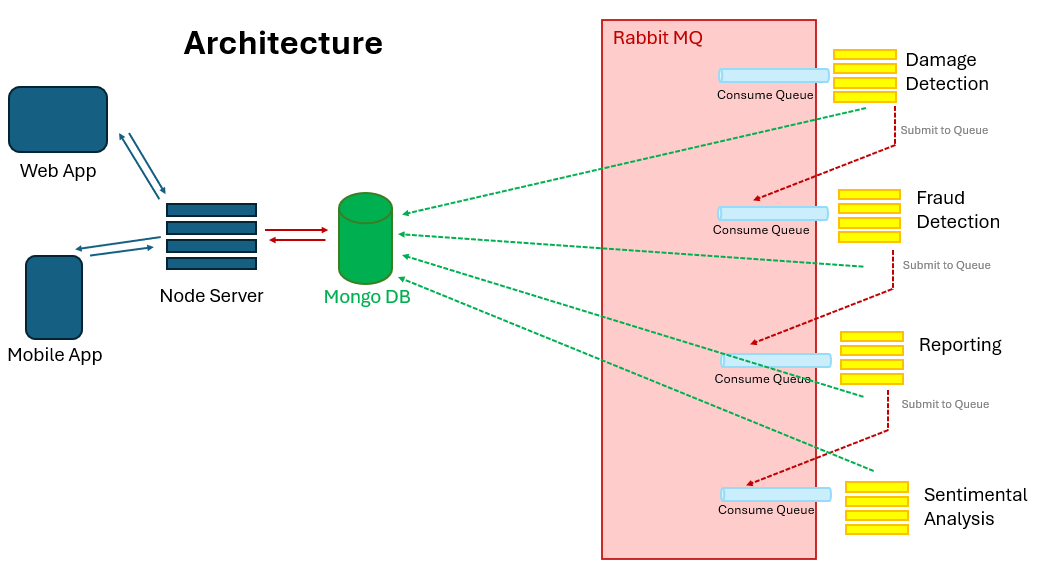 Architecture
Rabbit MQ
Damage
Detection
Consume Queue
Submit to Queue
Web App
Fraud
Detection
Consume Queue
Submit to Queue
Node Server
Mongo DB
Mobile App
Reporting
Consume Queue
Submit to Queue
Sentimental
Analysis
Consume Queue